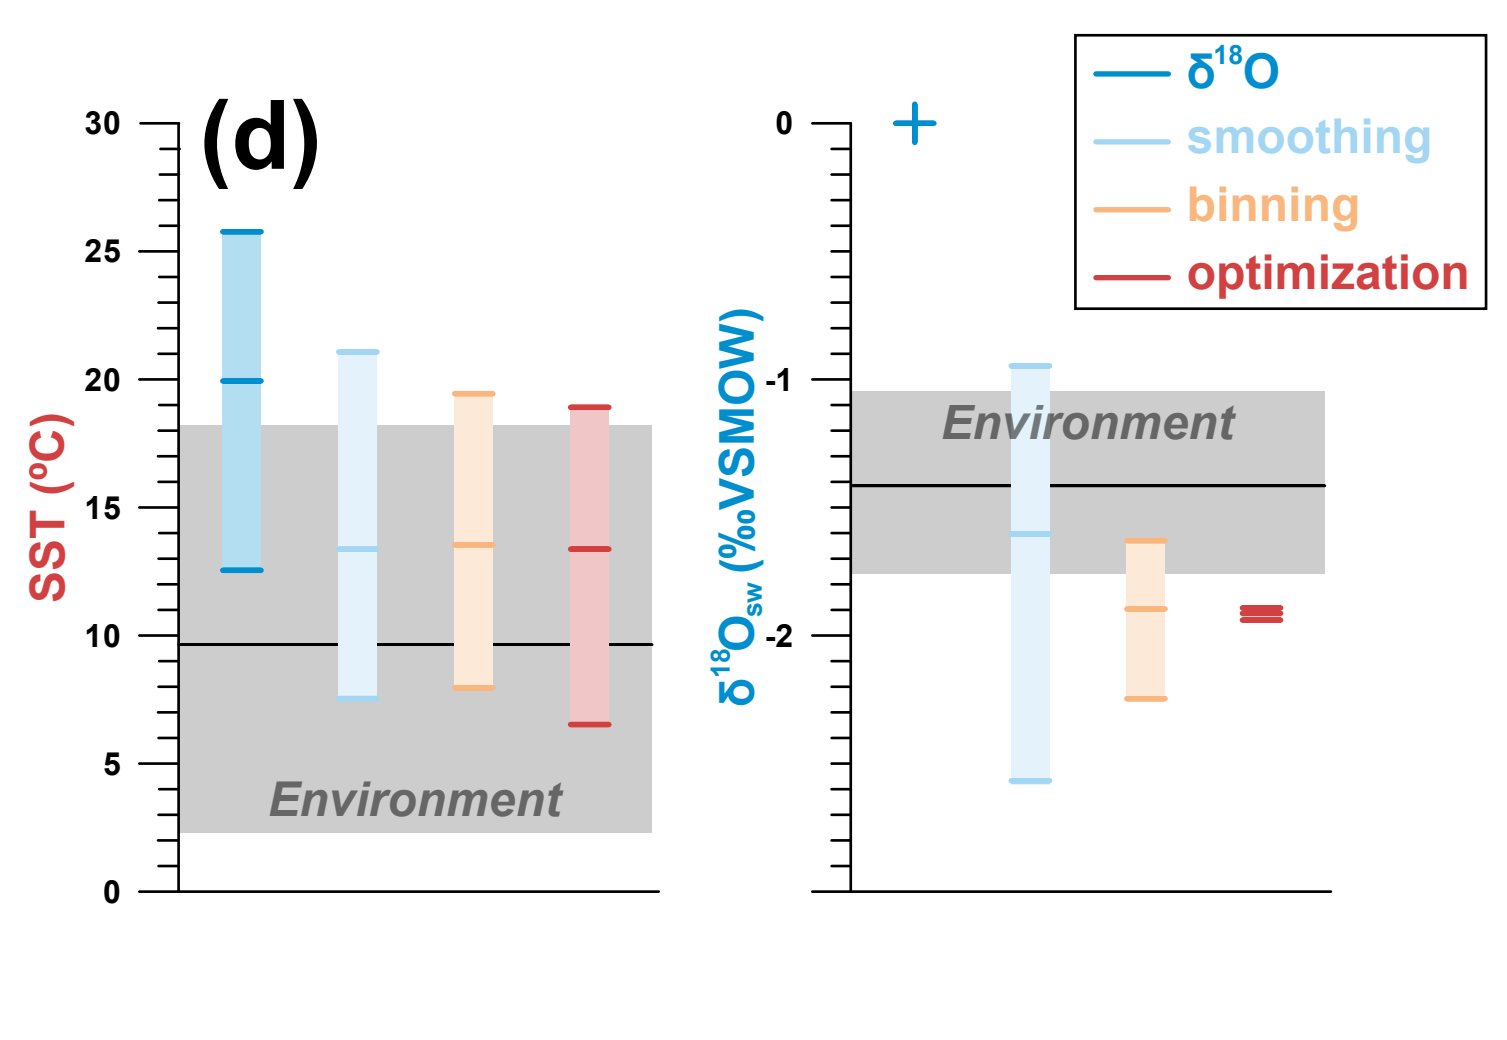 (d)
30
25
20
15
10
5
0
SST (ºC)
Environment
0
-1
-2
δ¹⁸Osw (‰VSMOW)
Environment
δ¹⁸O
smoothing
binning
optimization